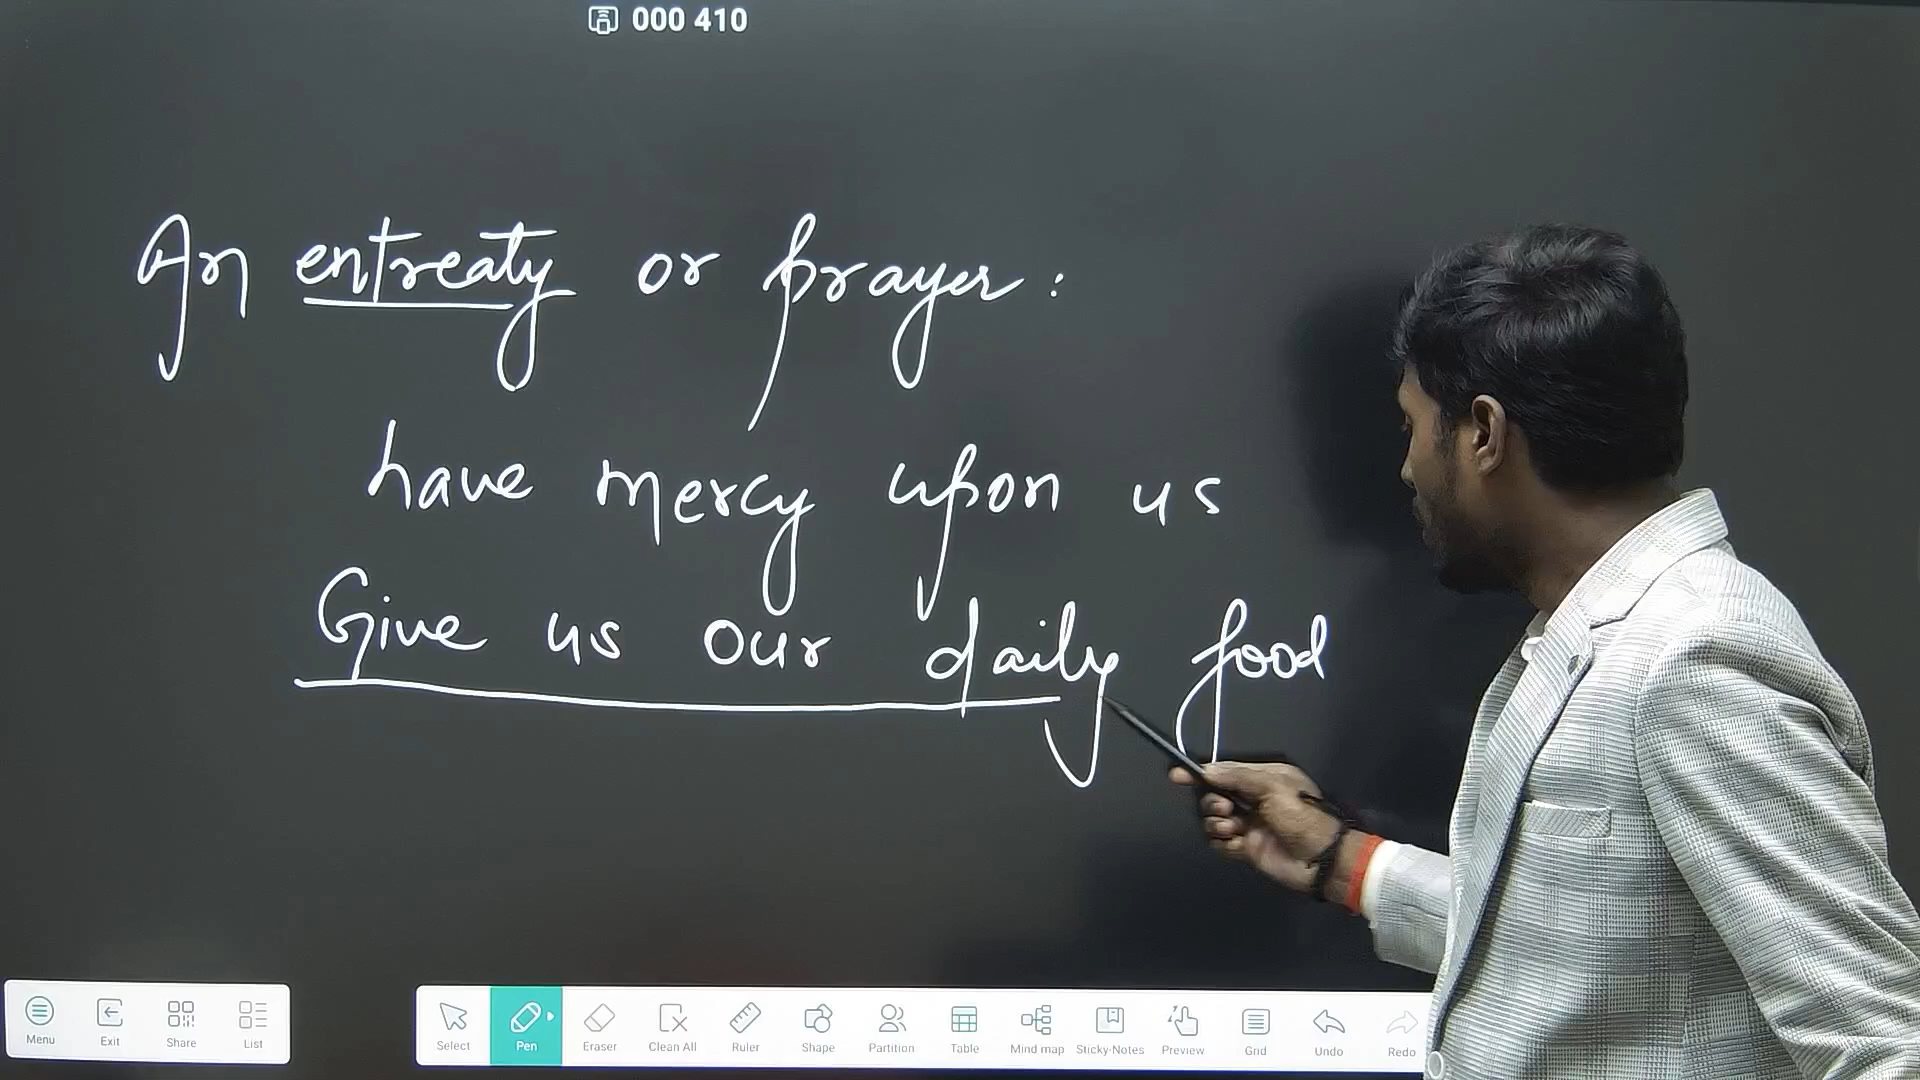 000 410
An entreaty or prayer :
have mercy upon us
Give us our daily food
Menu Exit Share List
Select Pen Eraser Clean All Ruler Shape Partition Table Mind map Sticky-Notes Preview Grid Undo Redo